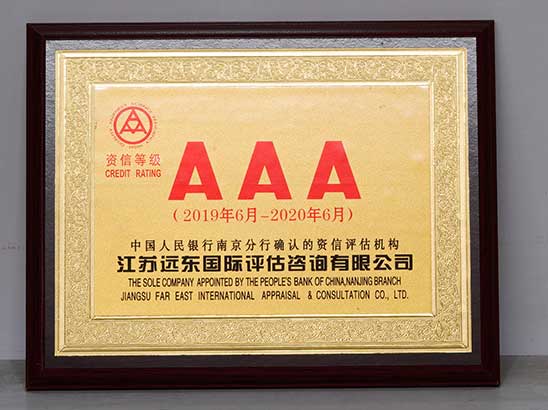 资信等级
CREDIT RATING
AAA
(2019年6月-2020年6月)
中国人民银行南京分行确认的资信评估机构
江苏远东国际评估咨询有限公司
THE SOLE COMPANY APPOINTED BY THE PEOPLE'S BANK OF CHINA,NANJING BRANCH
JIANGSU FAR EAST INTERNATIONAL APPRAISAL & CONSULTATION CO., LTD.